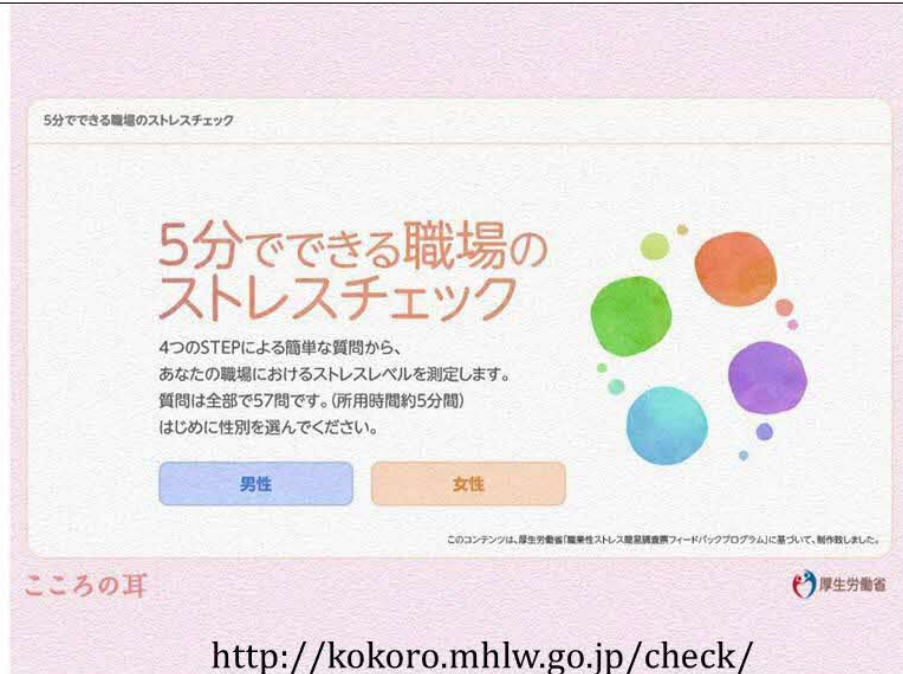 5分でできる職場のストレスチェック
5分でできる職場の
ストレスチェック
4つのSTEPによる簡単な質問から、
あなたの職場におけるストレスレベルを測定します。
質問は全部で57問です。(所用時間約5分間)
はじめに性別を選んでください。
男性
女性
このコンテンツは、厚生労働省「職業性ストレス簡易調査票フィードバックプログラム」に基づいて、制作致しました。
こころの耳
厚生労働省
http://kokoro.mhlw.go.jp/check/